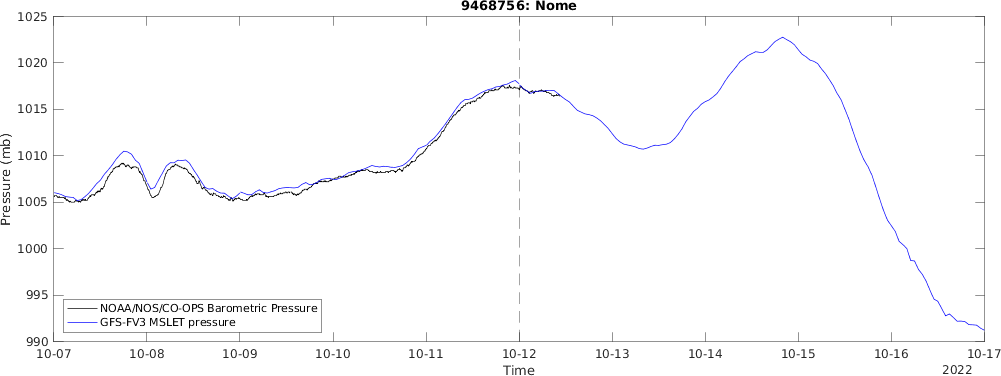 9468756: Nome
Pressure (mb)
1025
1020
1015
1010
1005
1000
995
990
NOAA/NOS/CO-OPS Barometric Pressure
GFS-FV3 MSLET pressure
10-07 10-08 10-09 10-10 10-11 10-12 10-13 10-14 10-15 10-16 10-17
Time
2022